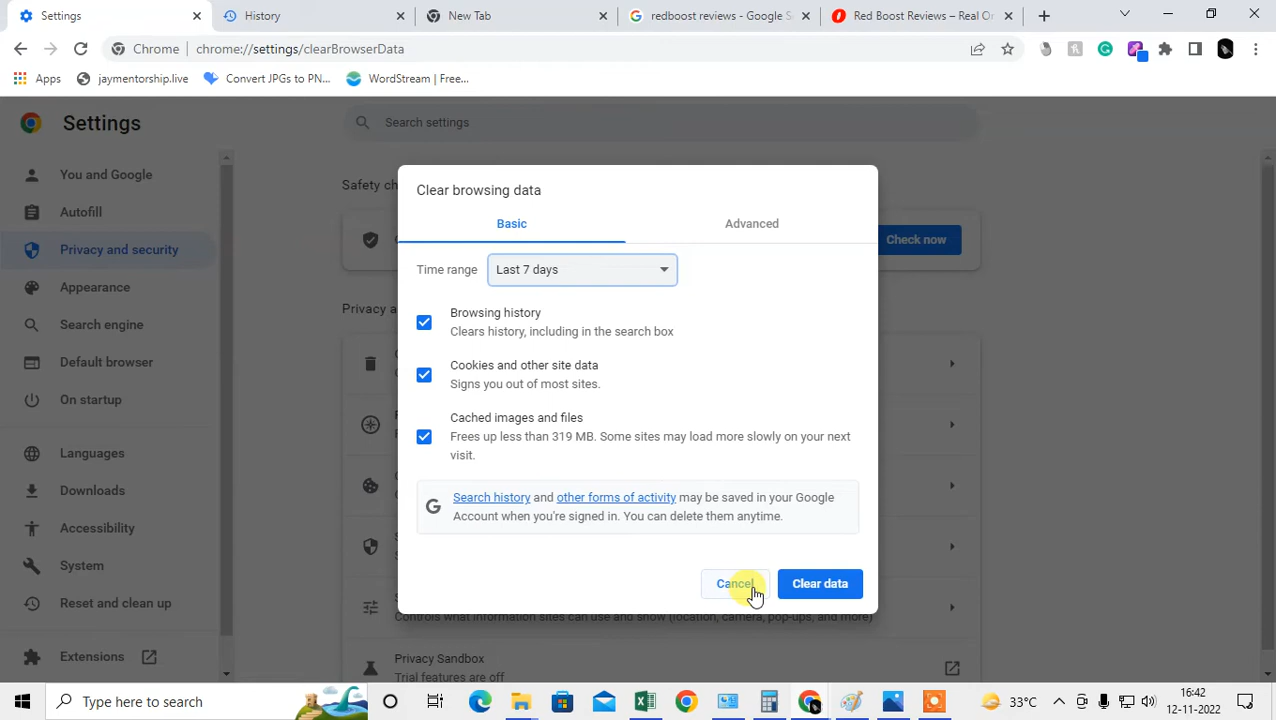 Settings
History
New Tab
redboost reviews - Google S
Red Boost Reviews – Real Or
Chrome | chrome://settings/clearBrowserData
Apps
jaymentorship.live
Convert JPGs to PN...
WordStream | Free...
Settings
Search settings
You and Google
Autofill
Privacy and security
Appearance
Search engine
Default browser
On startup
Languages
Downloads
Accessibility
System
Reset and clean up
Extensions
Safety ch
Check now
Privacy a
Clear browsing data
Basic
Advanced
Time range
Last 7 days
Browsing history
Clears history, including in the search box
Cookies and other site data
Signs you out of most sites.
Cached images and files
Frees up less than 319 MB. Some sites may load more slowly on your next
visit.
Search history and other forms of activity may be saved in your Google
Account when you're signed in. You can delete them anytime.
Cancel
Clear data
Controls what information sites can use and show (location, camera, pop-ups, and more)
Privacy Sandbox
Trial features are off
Type here to search
33°C
16:42
12-11-2022